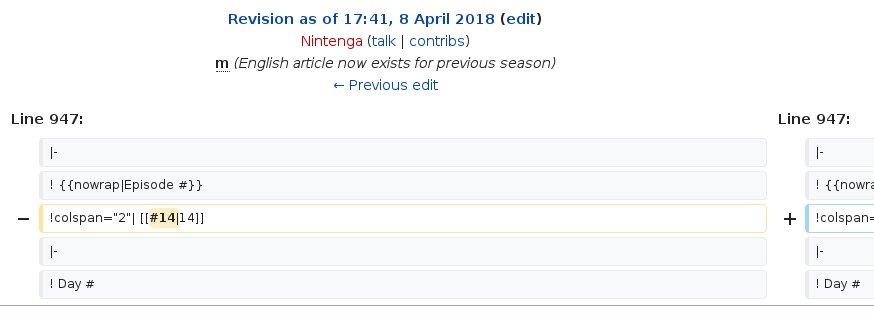 Revision as of 17:41, 8 April 2018 (edit)
Nintenga (talk | contribs)
m (English article now exists for previous season)
← Previous edit
Line 947: Line 947:
|- |-
! {{nowrap|Episode #}} ! {{nowra
− !colspan="2"| [[#14|14]] + !colspan=
|- |-
! Day # ! Day #